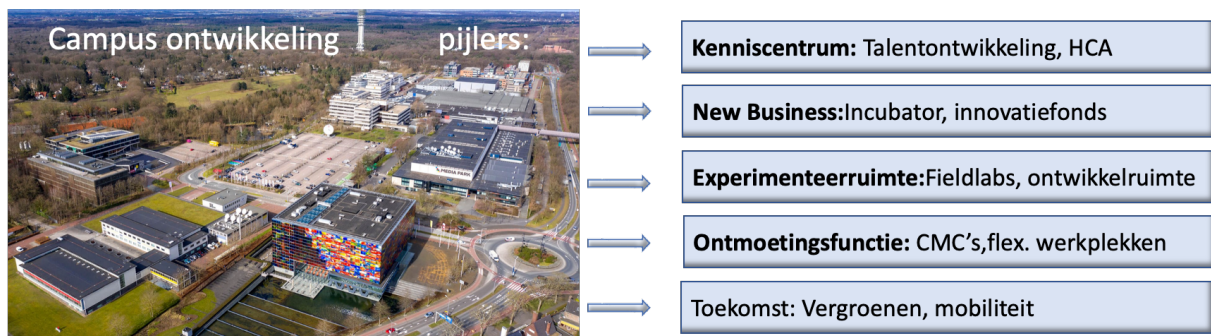 Campus ontwikkeling pijlers:
Kenniscentrum: Talentontwikkeling, HCA
New Business:Incubator, innovatiefonds
Experimenteerruimte:Fieldlabs, ontwikkelruimte
Ontmoetingsfunctie: CMC's,flex. werkplekken
Toekomst: Vergroenen, mobiliteit
MEDIA PARK